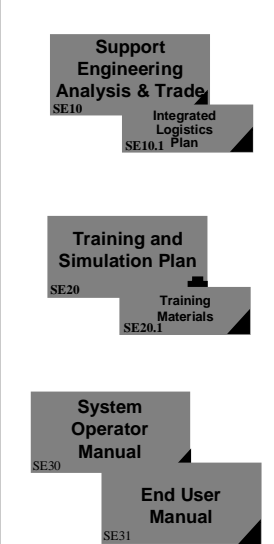 Support
Engineering
Analysis & Trade
SE10
Integrated
Logistics
Plan
SE10.1
Training and
Simulation Plan
SE20
Training
Materials
SE20.1
System
Operator
Manual
SE30
End User
Manual
SE31